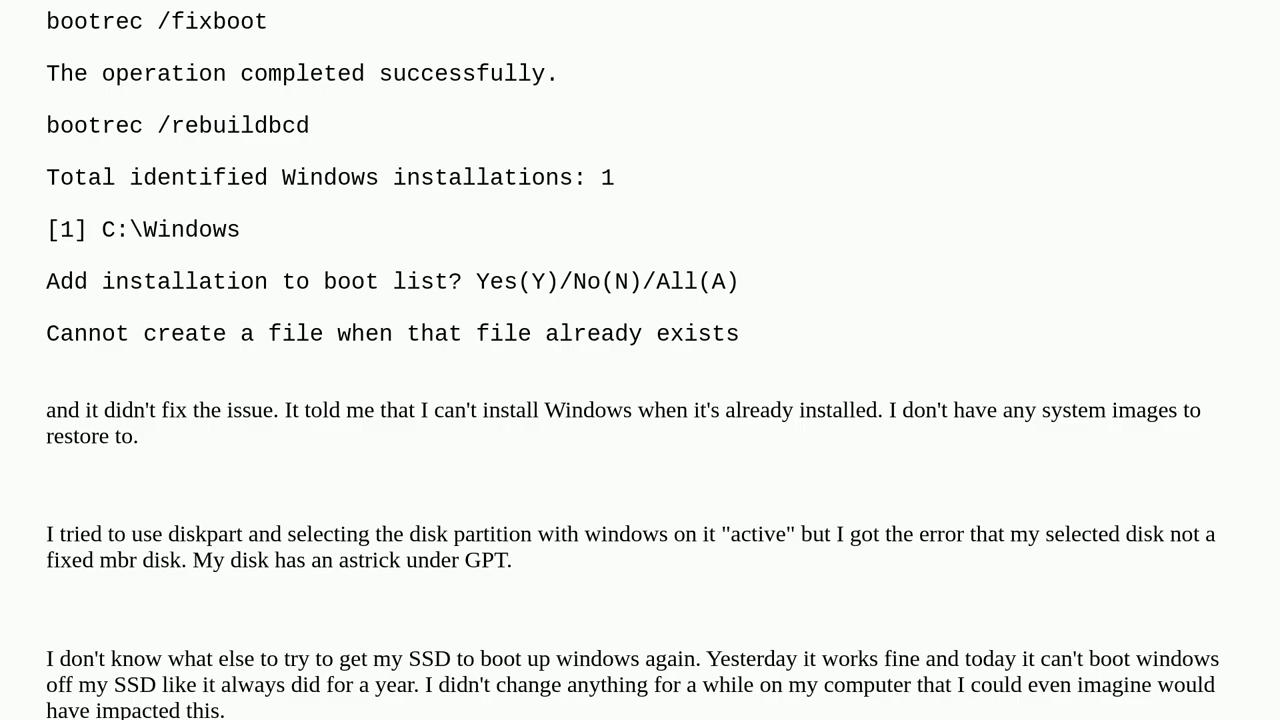 bootrec /fixboot
The operation completed successfully.
bootrec /rebuildbcd
Total identified Windows installations: 1
[1] C:\Windows
Add installation to boot list? Yes(Y)/No(N)/All(A)
Cannot create a file when that file already exists
and it didn't fix the issue. It told me that I can't install Windows when it's already installed. I don't have any system images to
restore to.
I tried to use diskpart and selecting the disk partition with windows on it "active" but I got the error that my selected disk not a
fixed mbr disk. My disk has an astrick under GPT.
I don't know what else to try to get my SSD to boot up windows again. Yesterday it works fine and today it can't boot windows
off my SSD like it always did for a year. I didn't change anything for a while on my computer that I could even imagine would
have impacted this.